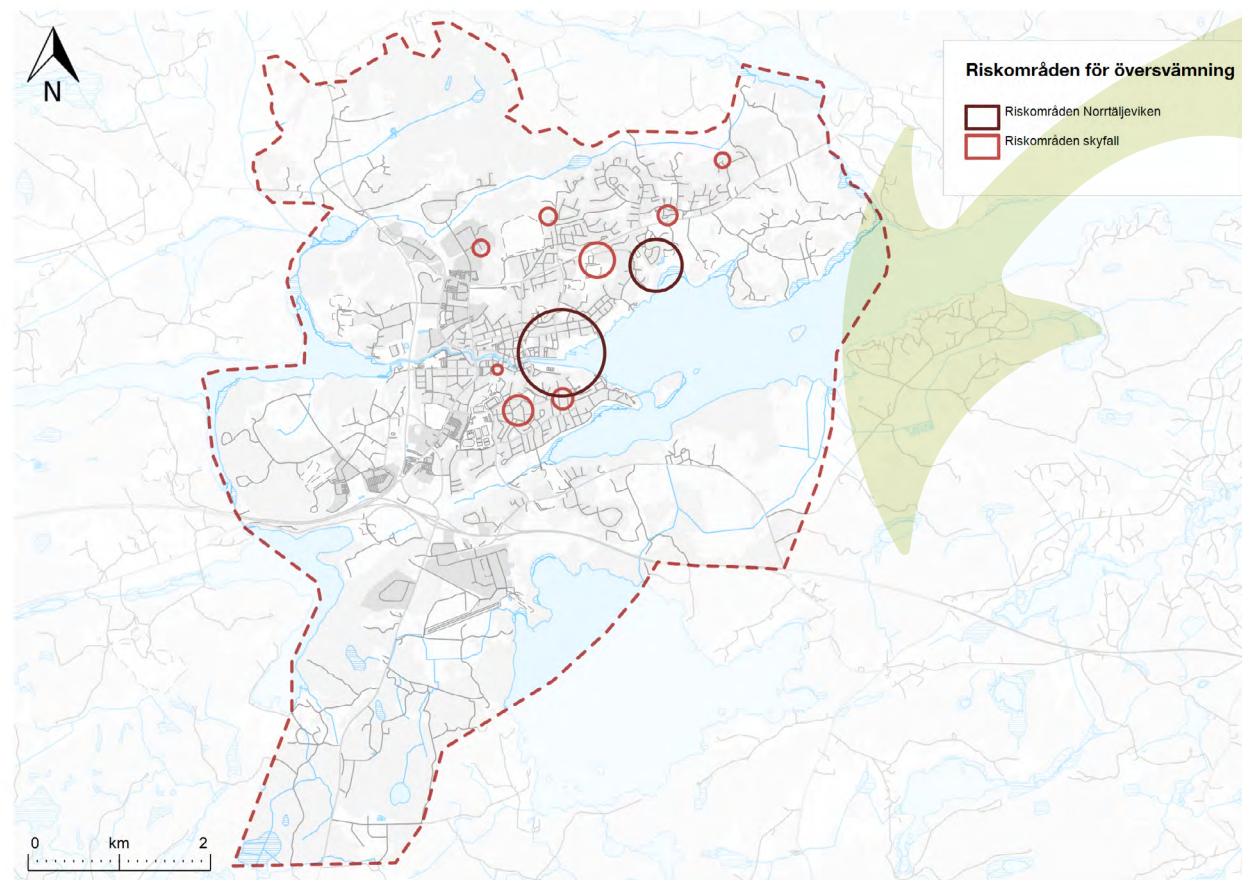 N
Riskområden för översvämning
Riskområden Norrtäljeviken
Riskområden skyfall
0 km 2